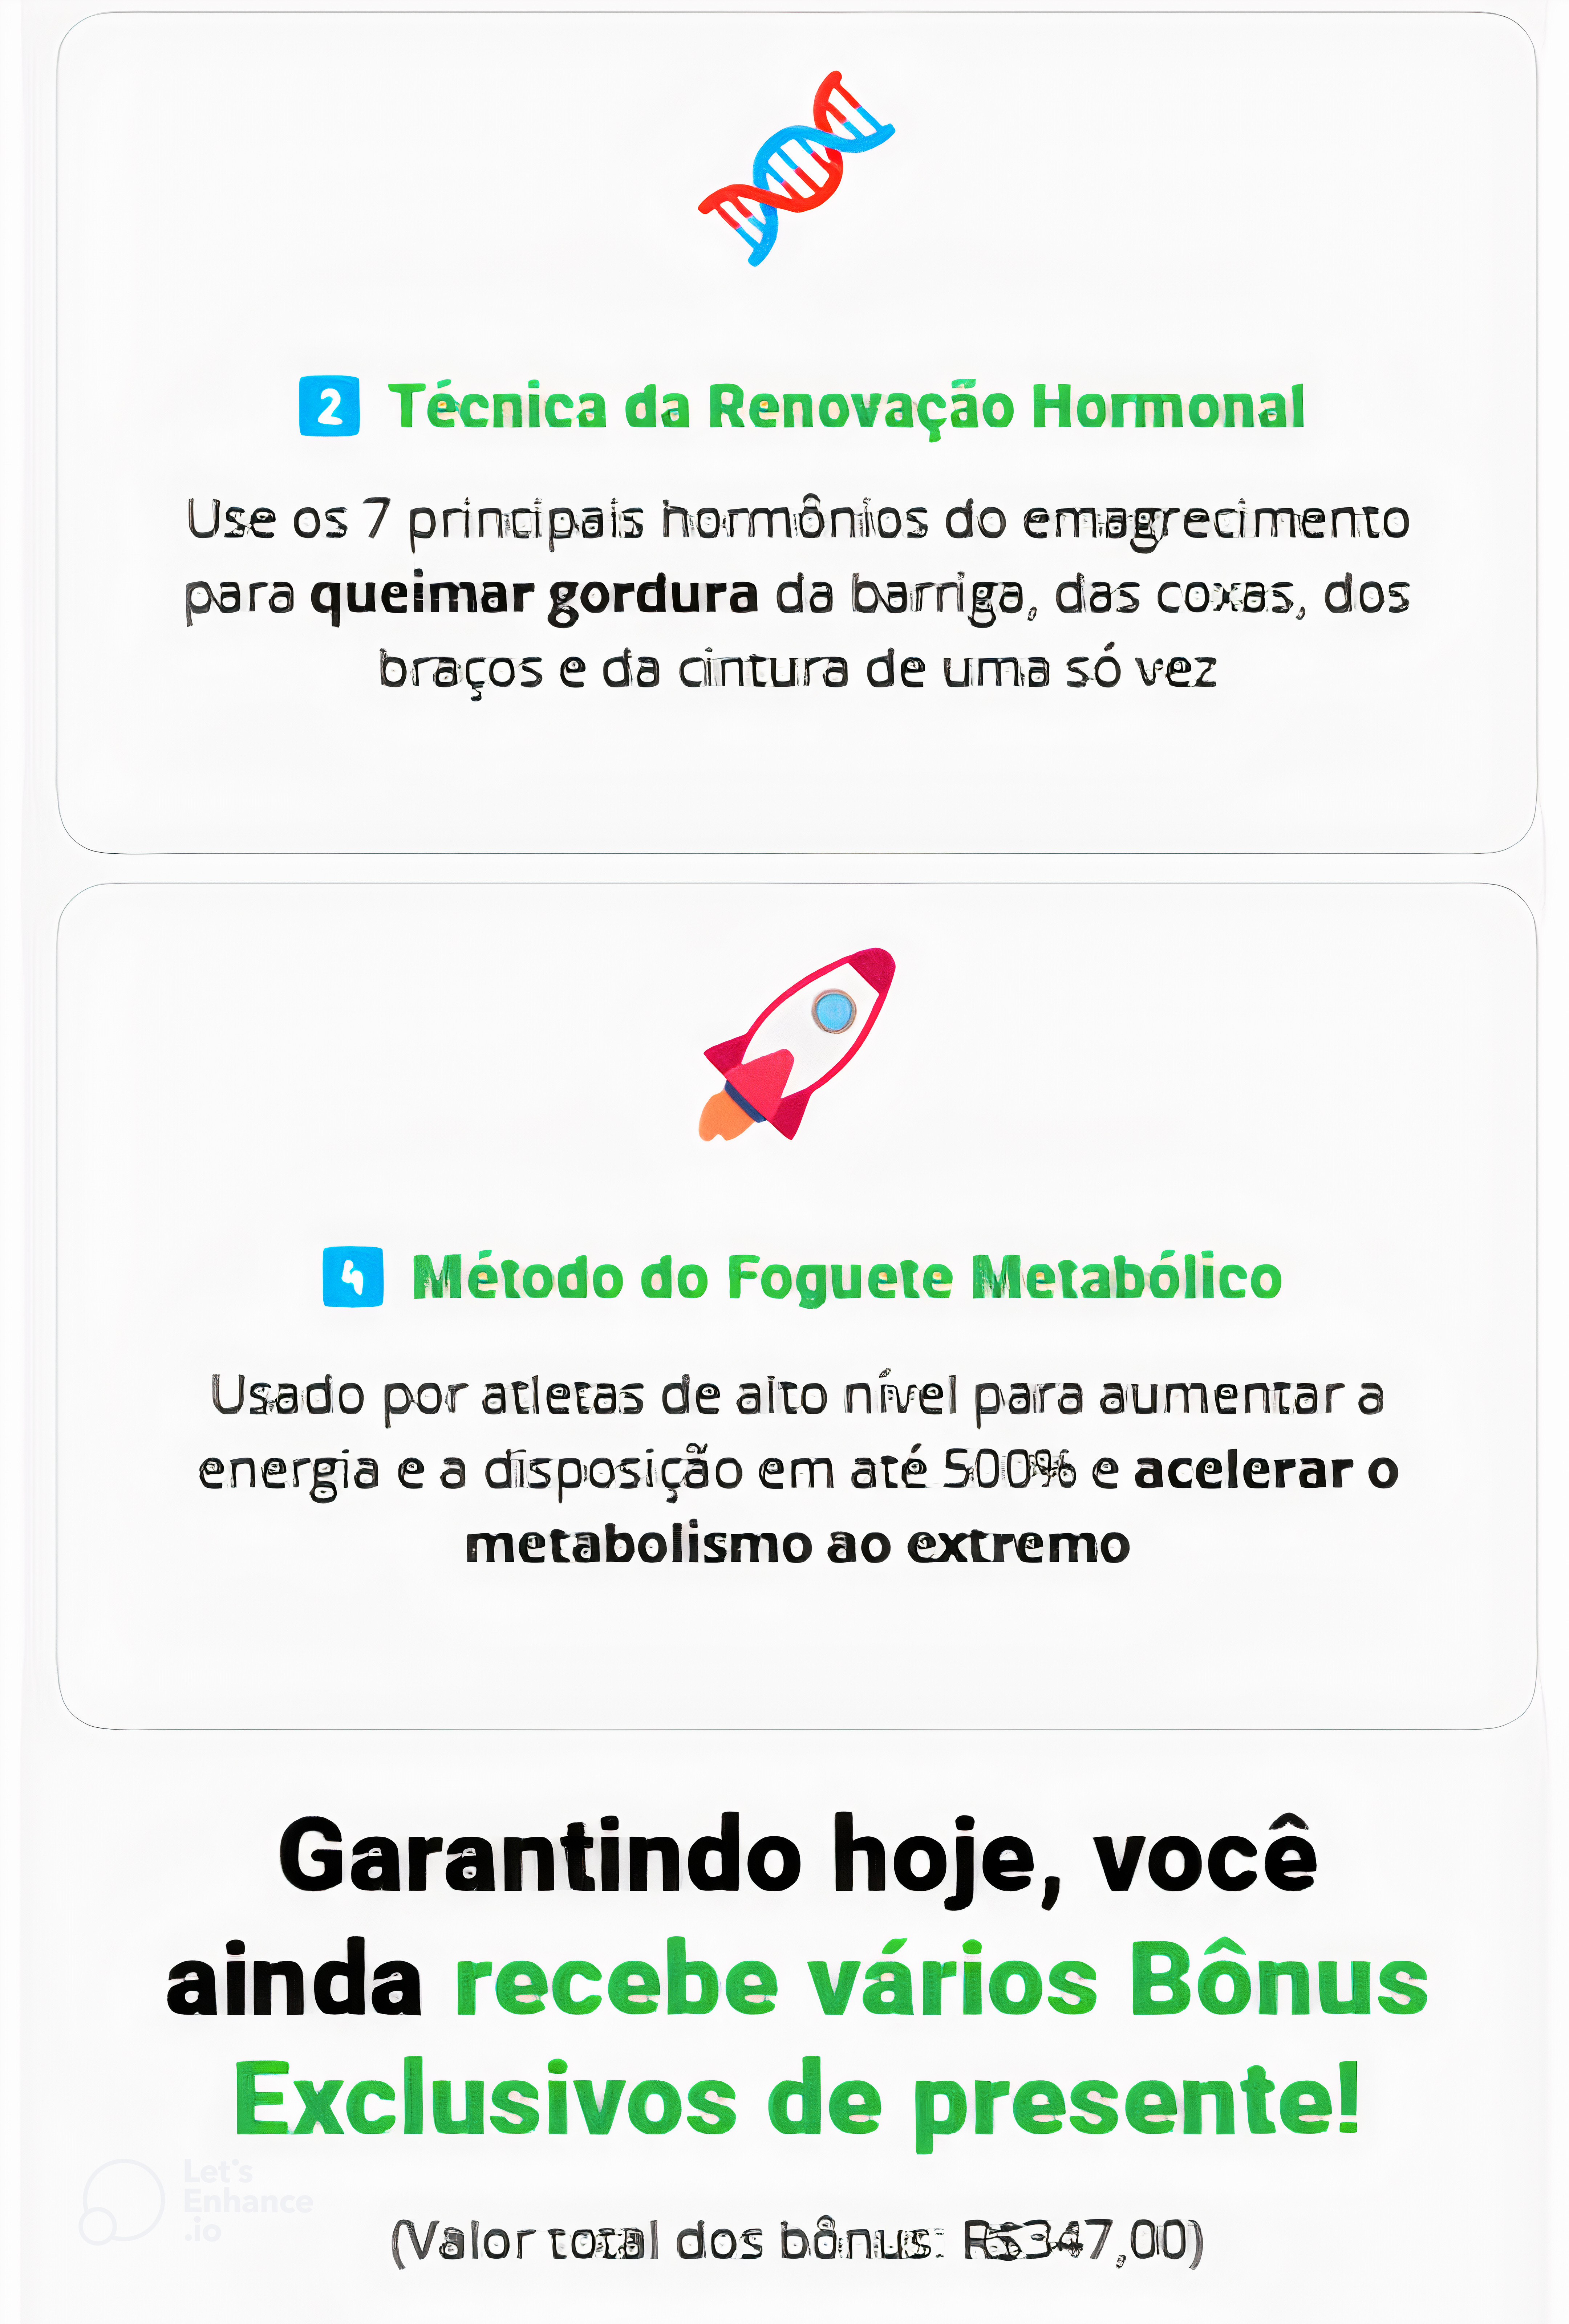 2 Técnica da Renovação Hormonal
Use os 7 principais hormônios do emagrecimento
para queimar gordura da barriga, das coxas, dos
braços e da cintura de uma só vez
4 Método do Foguete Metabólico
Usado por atletas de alto nível para aumentar a
energia e a disposição em até 500% e acelerar o
metabolismo ao extremo
Garantindo hoje, você
ainda recebe vários Bônus
Exclusivos de presente!
Let's
Enhance
.io
(Valor total dos bônus: R$347,00)